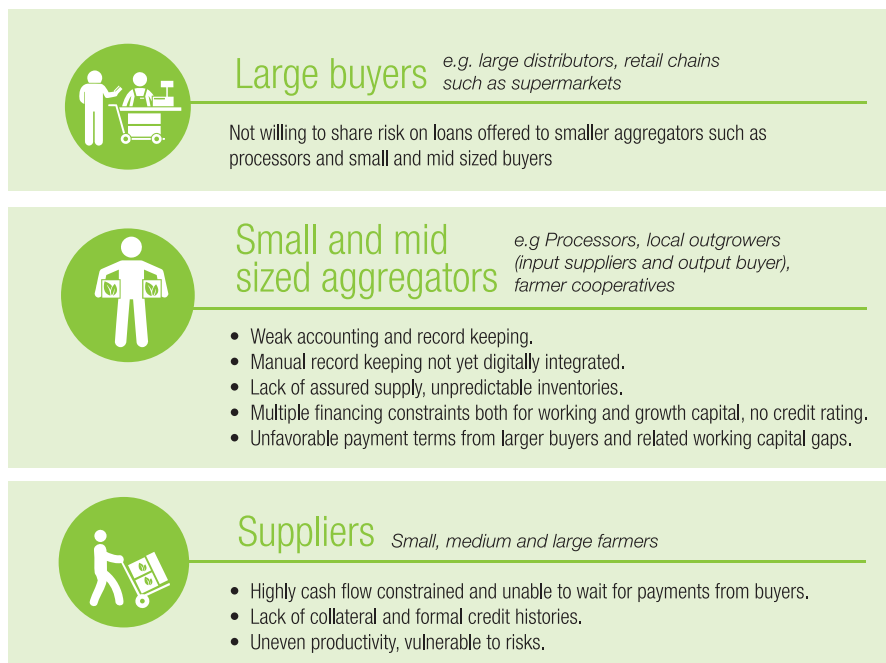 Large buyers
e.g. large distributors, retail chains
such as supermarkets
Not willing to share risk on loans offered to smaller aggregators such as
processors and small and mid sized buyers
Small and mid
sized aggregators
e.g Processors, local outgrowers
(input suppliers and output buyer),
farmer cooperatives
• Weak accounting and record keeping.
• Manual record keeping not yet digitally integrated.
• Lack of assured supply, unpredictable inventories.
• Multiple financing constraints both for working and growth capital, no credit rating.
• Unfavorable payment terms from larger buyers and related working capital gaps.
Suppliers
Small, medium and large farmers
• Highly cash flow constrained and unable to wait for payments from buyers.
• Lack of collateral and formal credit histories.
• Uneven productivity, vulnerable to risks.